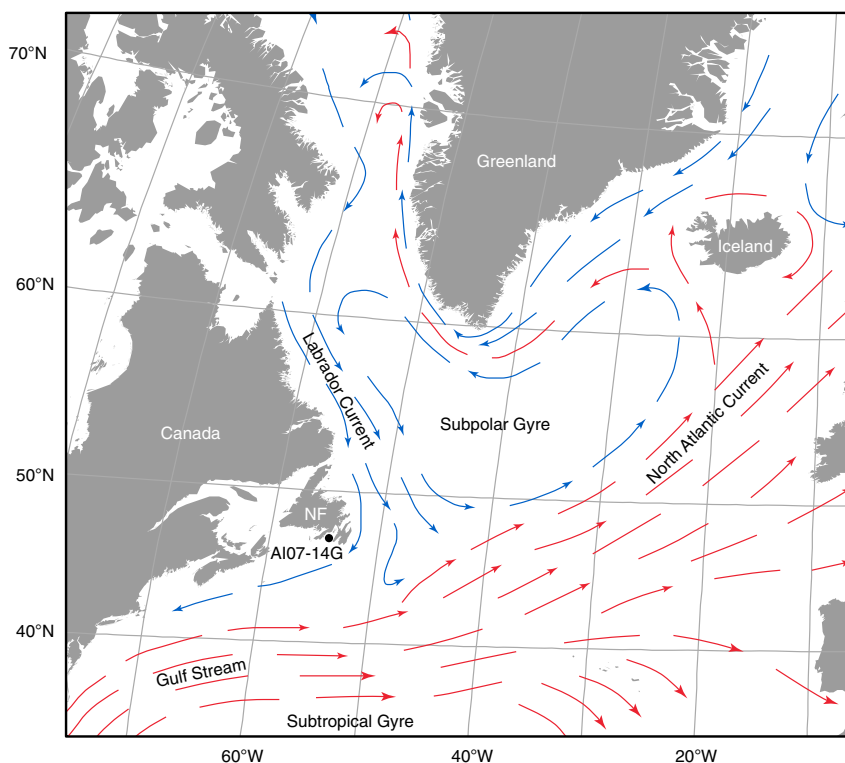 70°N
Greenland
Iceland
60°N
Labrador Current
North Atlantic Current
Subpolar Gyre
Canada
50°N
NF
AI07-14G
40°N
Gulf Stream
Subtropical Gyre
60°W
40°W
20°W